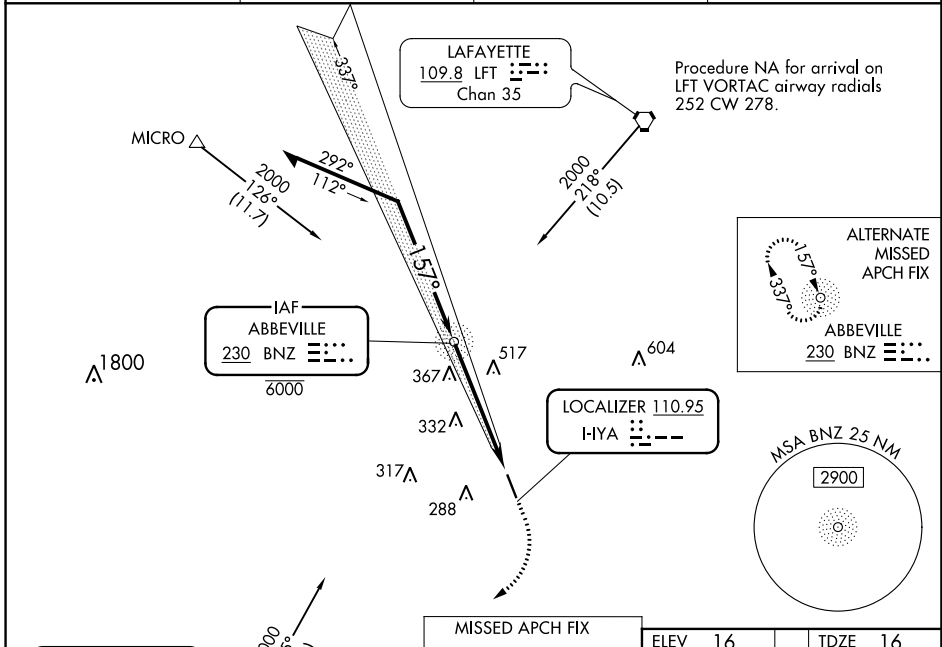 LAFAYETTE
109.8 LFT
Chan 35
Procedure NA for arrival on
LFT VORTAC airway radials
252 CW 278.
337°
MICRO
2000
126°
(11.7)
292°
112°
2000
218°
(10.5)
157°
ALTERNATE
MISSED
APCH FIX
157°
337°
ABBEVILLE
230 BNZ
IAF
ABBEVILLE
230 BNZ
6000
1800
517
604
367
332
LOCALIZER 110.95
I-IYA
317
288
MSA BNZ 25 NM
2900
MISSED APCH FIX
ELEV 16
TDZE 16